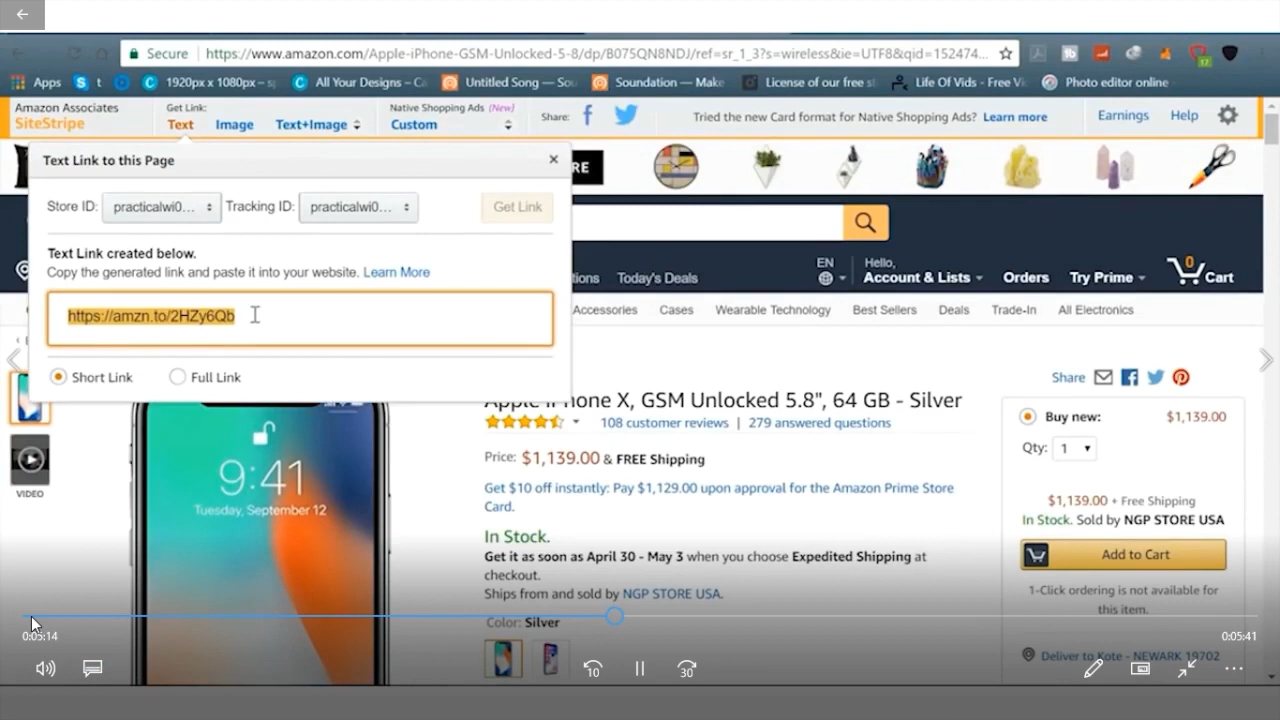 Secure https://www.amazon.com/Apple-iPhone-GSM-Unlocked-5-8/dp/B075QN8NDJ/ref=sr_1_3?s=wireless&ie=UTF8&qid=152474...
Apps t 1920px x 1080px – All Your Designs – Ca Untitled Song — Sou Soundation — Make License of our free Life Of Vids - Free Photo editor online
Amazon Associates
SiteStripe
Get Link:
Text Image Text+Image
Native Shopping Ads (New)
Custom
Share:
Tried the new Card format for Native Shopping Ads? Learn more
Earnings Help
Text Link to this Page
RE
Store ID: practicalwi0... Tracking ID: practicalwi0... Get Link
Text Link created below.
Copy the generated link and paste it into your website. Learn More
https://amzn.to/2HZy6Qb
Short Link Full Link
Today's Deals
EN
Hello,
Account & Lists
Orders
Try Prime
0
Cart
Accessories Cases Wearable Technology Best Sellers Deals Trade-In All Electronics
Share
VIDEO
9:41
Tuesday, September 12
Apple iPhone X, GSM Unlocked 5.8", 64 GB - Silver
108 customer reviews | 279 answered questions
Price: $1,139.00 & FREE Shipping
Get $10 off instantly: Pay $1,129.00 upon approval for the Amazon Prime Store
Card.
In Stock.
Get it as soon as April 30 - May 3 when you choose Expedited Shipping at
checkout.
Ships from and sold by NGP STORE USA.
Color: Silver
Buy new: $1,139.00
Qty: 1
$1,139.00 + Free Shipping
In Stock. Sold by NGP STORE USA
Add to Cart
1-Click ordering is not available for
this item.
Deliver to Kote - NEWARK 19702
0:05:14
0:05:41
10
30